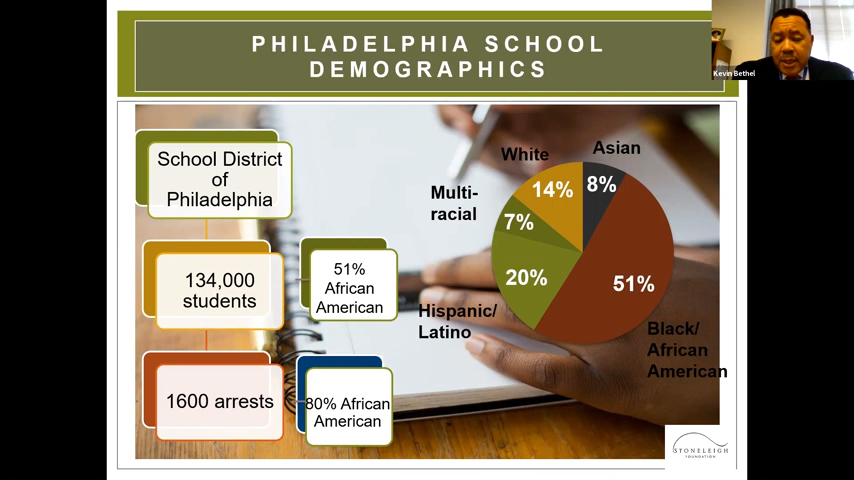 PHILADELPHIA SCHOOL
DEMOGRAPHICS
Kevin Bethel
School District
of
Philadelphia
134,000
students
51%
African
American
1600 arrests
80% African
American
White
Asian
Multi-
racial
14%
8%
7%
20%
51%
Hispanic/
Latino
Black/
African
American
STONELEIGH
FOUNDATION